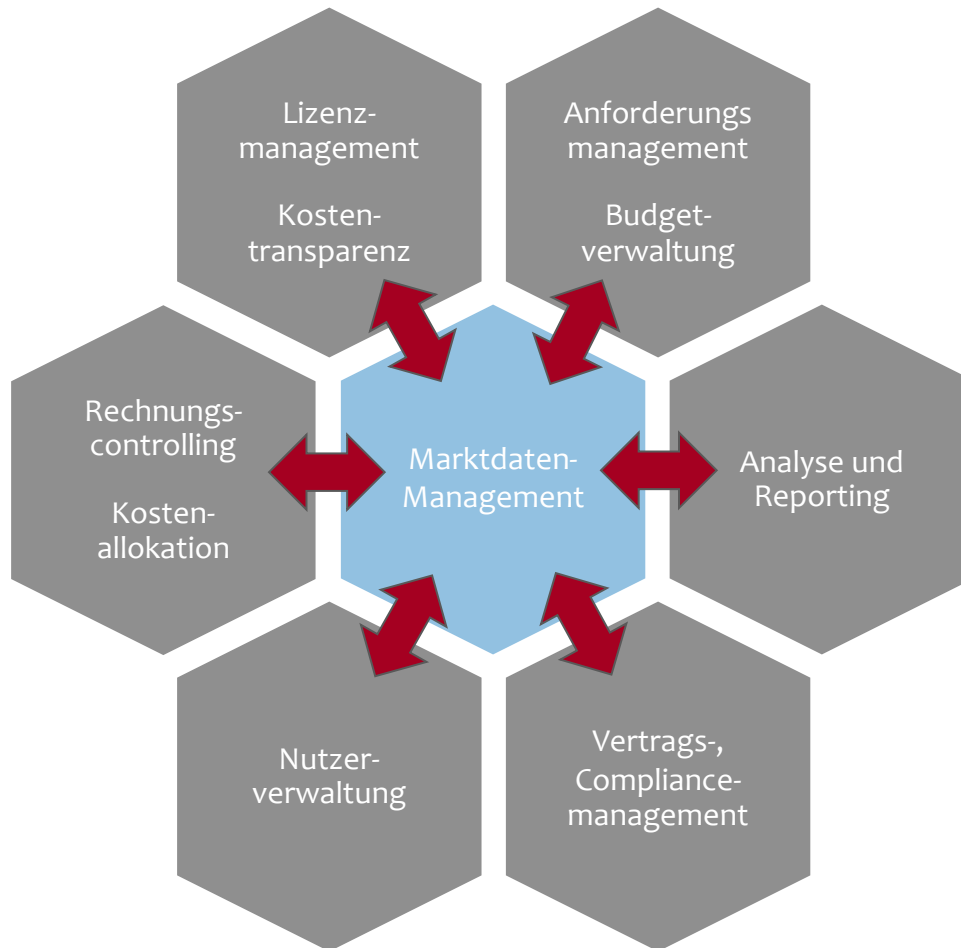 Lizenz-
management
Kosten-
transparenz
Anforderungs
management
Budget-
verwaltung
Rechnungs-
controlling
Kosten-
allokation
Marktdaten-
Management
Analyse und
Reporting
Nutzer-
verwaltung
Vertrags-,
Compliance-
management